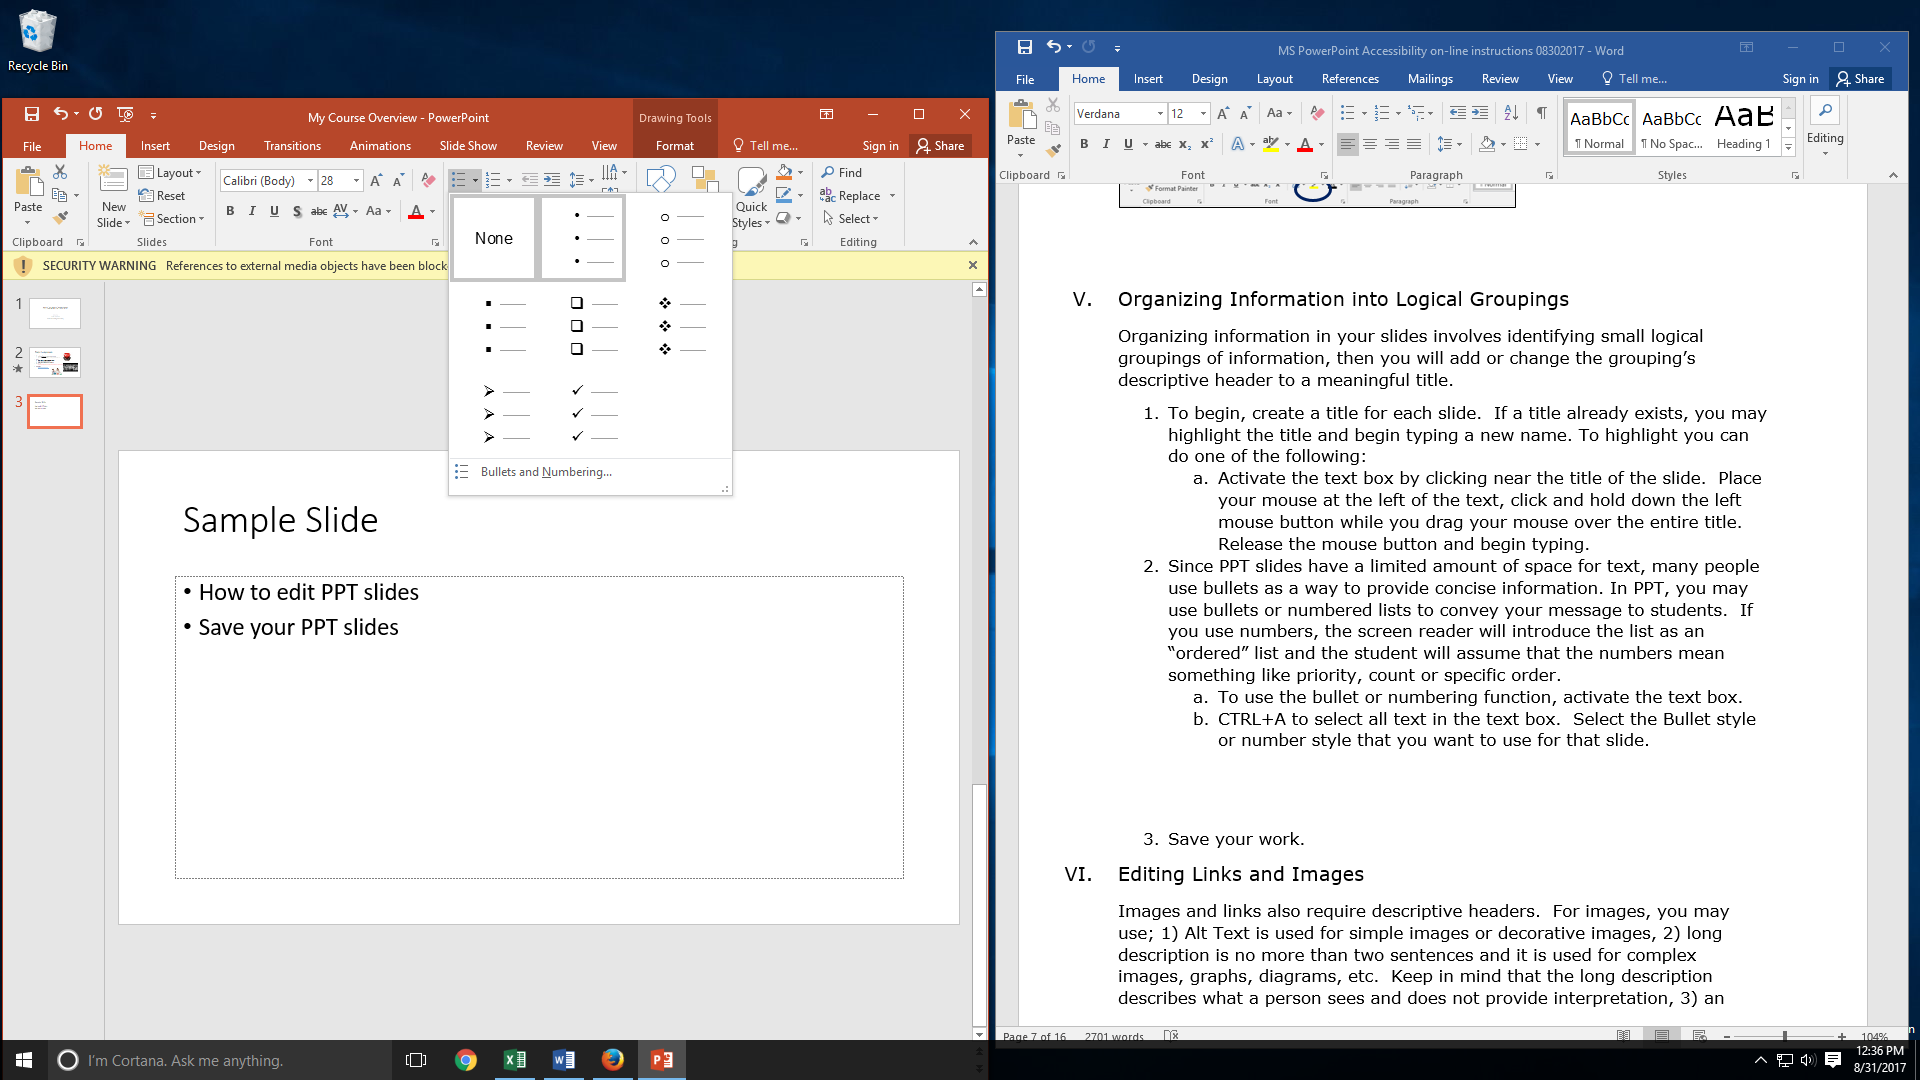 Recycle Bin
My Course Overview - PowerPoint
Drawing Tools
File Home Insert Design Transitions Animations Slide Show Review View Format Tell me... Sign in Share
Paste
Clipboard
New
Slide
Layout
Reset
Section
Slides
Calibri (Body) 28
B I U S abc AV Aa A
Font
Quick
Styles
Find
Replace
Select
Editing
SECURITY WARNING References to external media objects have been block
None
Bullets and Numbering...
1
2
3
Sample Slide
• How to edit PPT slides
• Save your PPT slides
MS PowerPoint Accessibility on-line instructions 08302017 - Word
File Home Insert Design Layout References Mailings Review View Tell me... Sign in Share
Paste
Clipboard
Verdana 12
B I U abc X₂ X² A A
Font
Paragraph
AaBbCc AaBbCc AaB
¶ Normal ¶ No Spac... Heading 1
Styles
Editing
Format Painter
Clipboard Font Paragraph
V. Organizing Information into Logical Groupings
Organizing information in your slides involves identifying small logical
groupings of information, then you will add or change the grouping’s
descriptive header to a meaningful title.
1. To begin, create a title for each slide. If a title already exists, you may
highlight the title and begin typing a new name. To highlight you can
do one of the following:
a. Activate the text box by clicking near the title of the slide. Place
your mouse at the left of the text, click and hold down the left
mouse button while you drag your mouse over the entire title.
Release the mouse button and begin typing.
2. Since PPT slides have a limited amount of space for text, many people
use bullets as a way to provide concise information. In PPT, you may
use bullets or numbered lists to convey your message to students. If
you use numbers, the screen reader will introduce the list as an
“ordered” list and the student will assume that the numbers mean
something like priority, count or specific order.
a. To use the bullet or numbering function, activate the text box.
b. CTRL+A to select all text in the text box. Select the Bullet style
or number style that you want to use for that slide.
3. Save your work.
VI. Editing Links and Images
Images and links also require descriptive headers. For images, you may
use; 1) Alt Text is used for simple images or decorative images, 2) long
description is no more than two sentences and it is used for complex
images, graphs, diagrams, etc. Keep in mind that the long description
describes what a person sees and does not provide interpretation, 3) an
Page 7 of 16 2701 words 104%
I'm Cortana. Ask me anything.
12:36 PM
8/31/2017